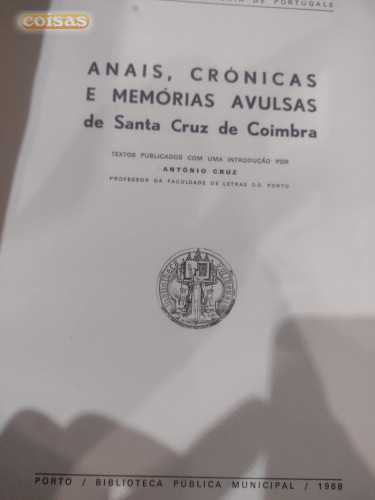 coisas
DE PORTUGALE
ANAIS, CRÓNICAS
E MEMÓRIAS AVULSAS
de Santa Cruz de Coimbra
TEXTOS PUBLICADOS COM UMA INTRODUÇÃO POR
ANTÓNIO CRUZ
PROFESSOR DA FACULDADE DE LETRAS DO PORTO
PORTO / BIBLIOTECA PÚBLICA MUNICIPAL / 1968